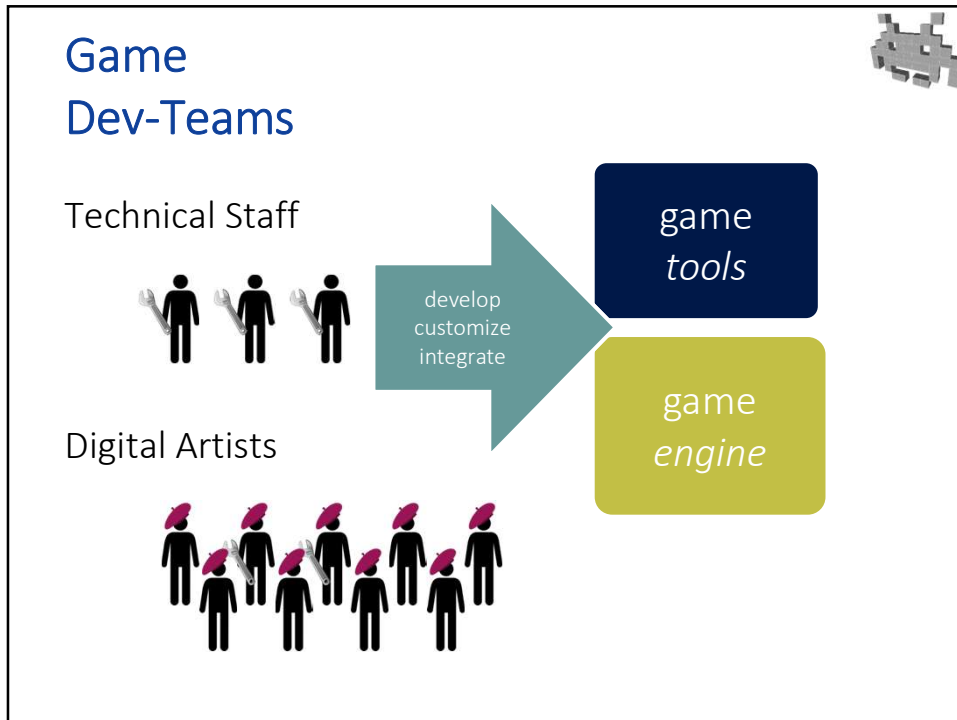 Game
Dev-Teams
Technical Staff
develop
customize
integrate
game
tools
game
engine
Digital Artists